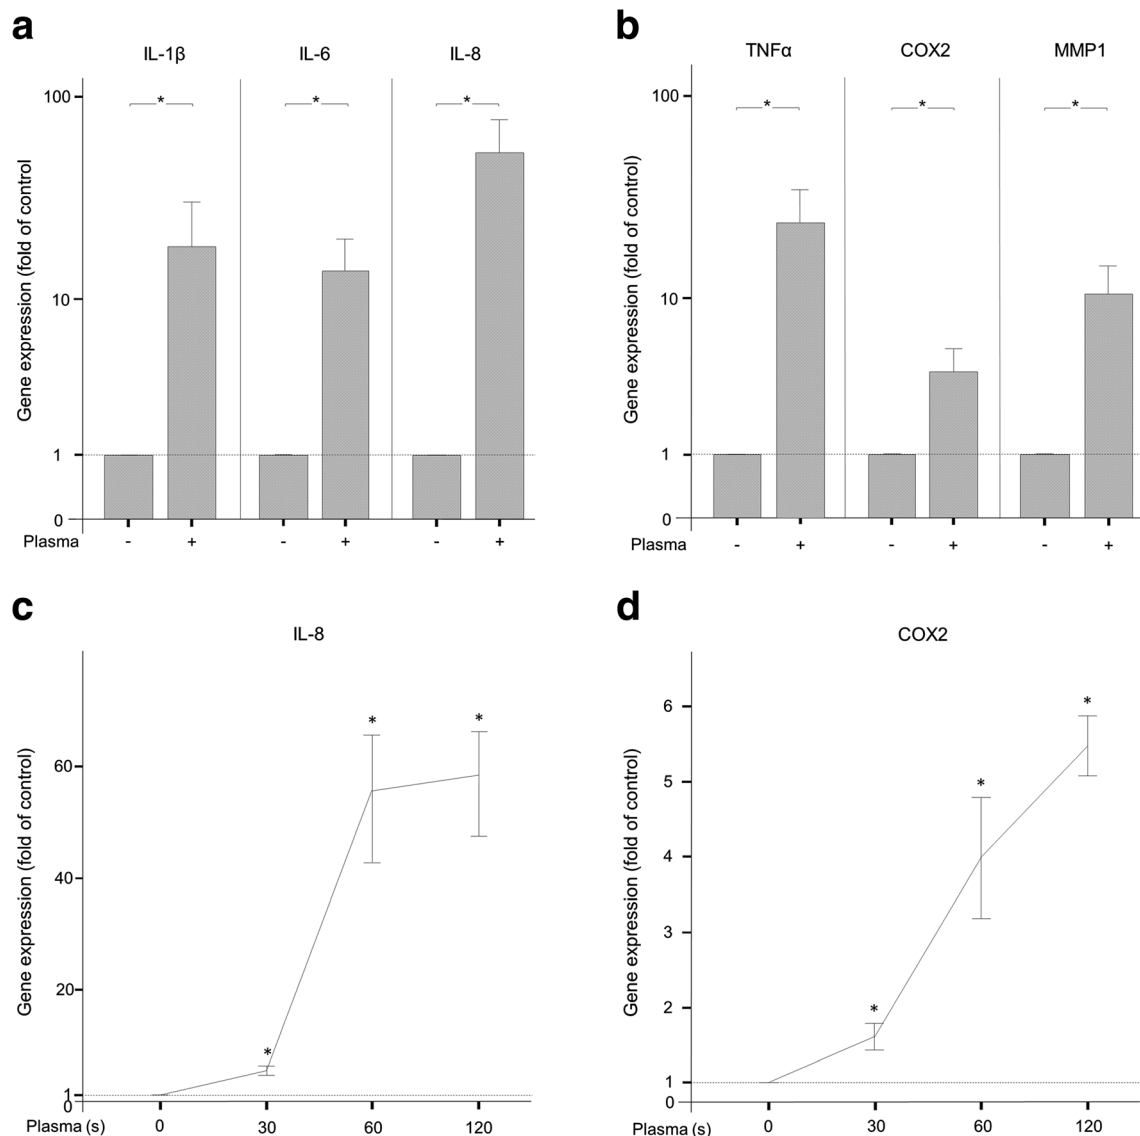 a
IL-1β IL-6 IL-8
100
* * *
10
1
0
Gene expression (fold of control)
Plasma - + - + - +
b
TNFα COX2 MMP1
100
* * *
10
1
0
Gene expression (fold of control)
Plasma - + - + - +
c
IL-8
60
40
20
1
0
* * * 
Gene expression (fold of control)
Plasma (s) 0 30 60 120
d
COX2
6
5
4
3
2
1
0
* * *
Gene expression (fold of control)
Plasma (s) 0 30 60 120